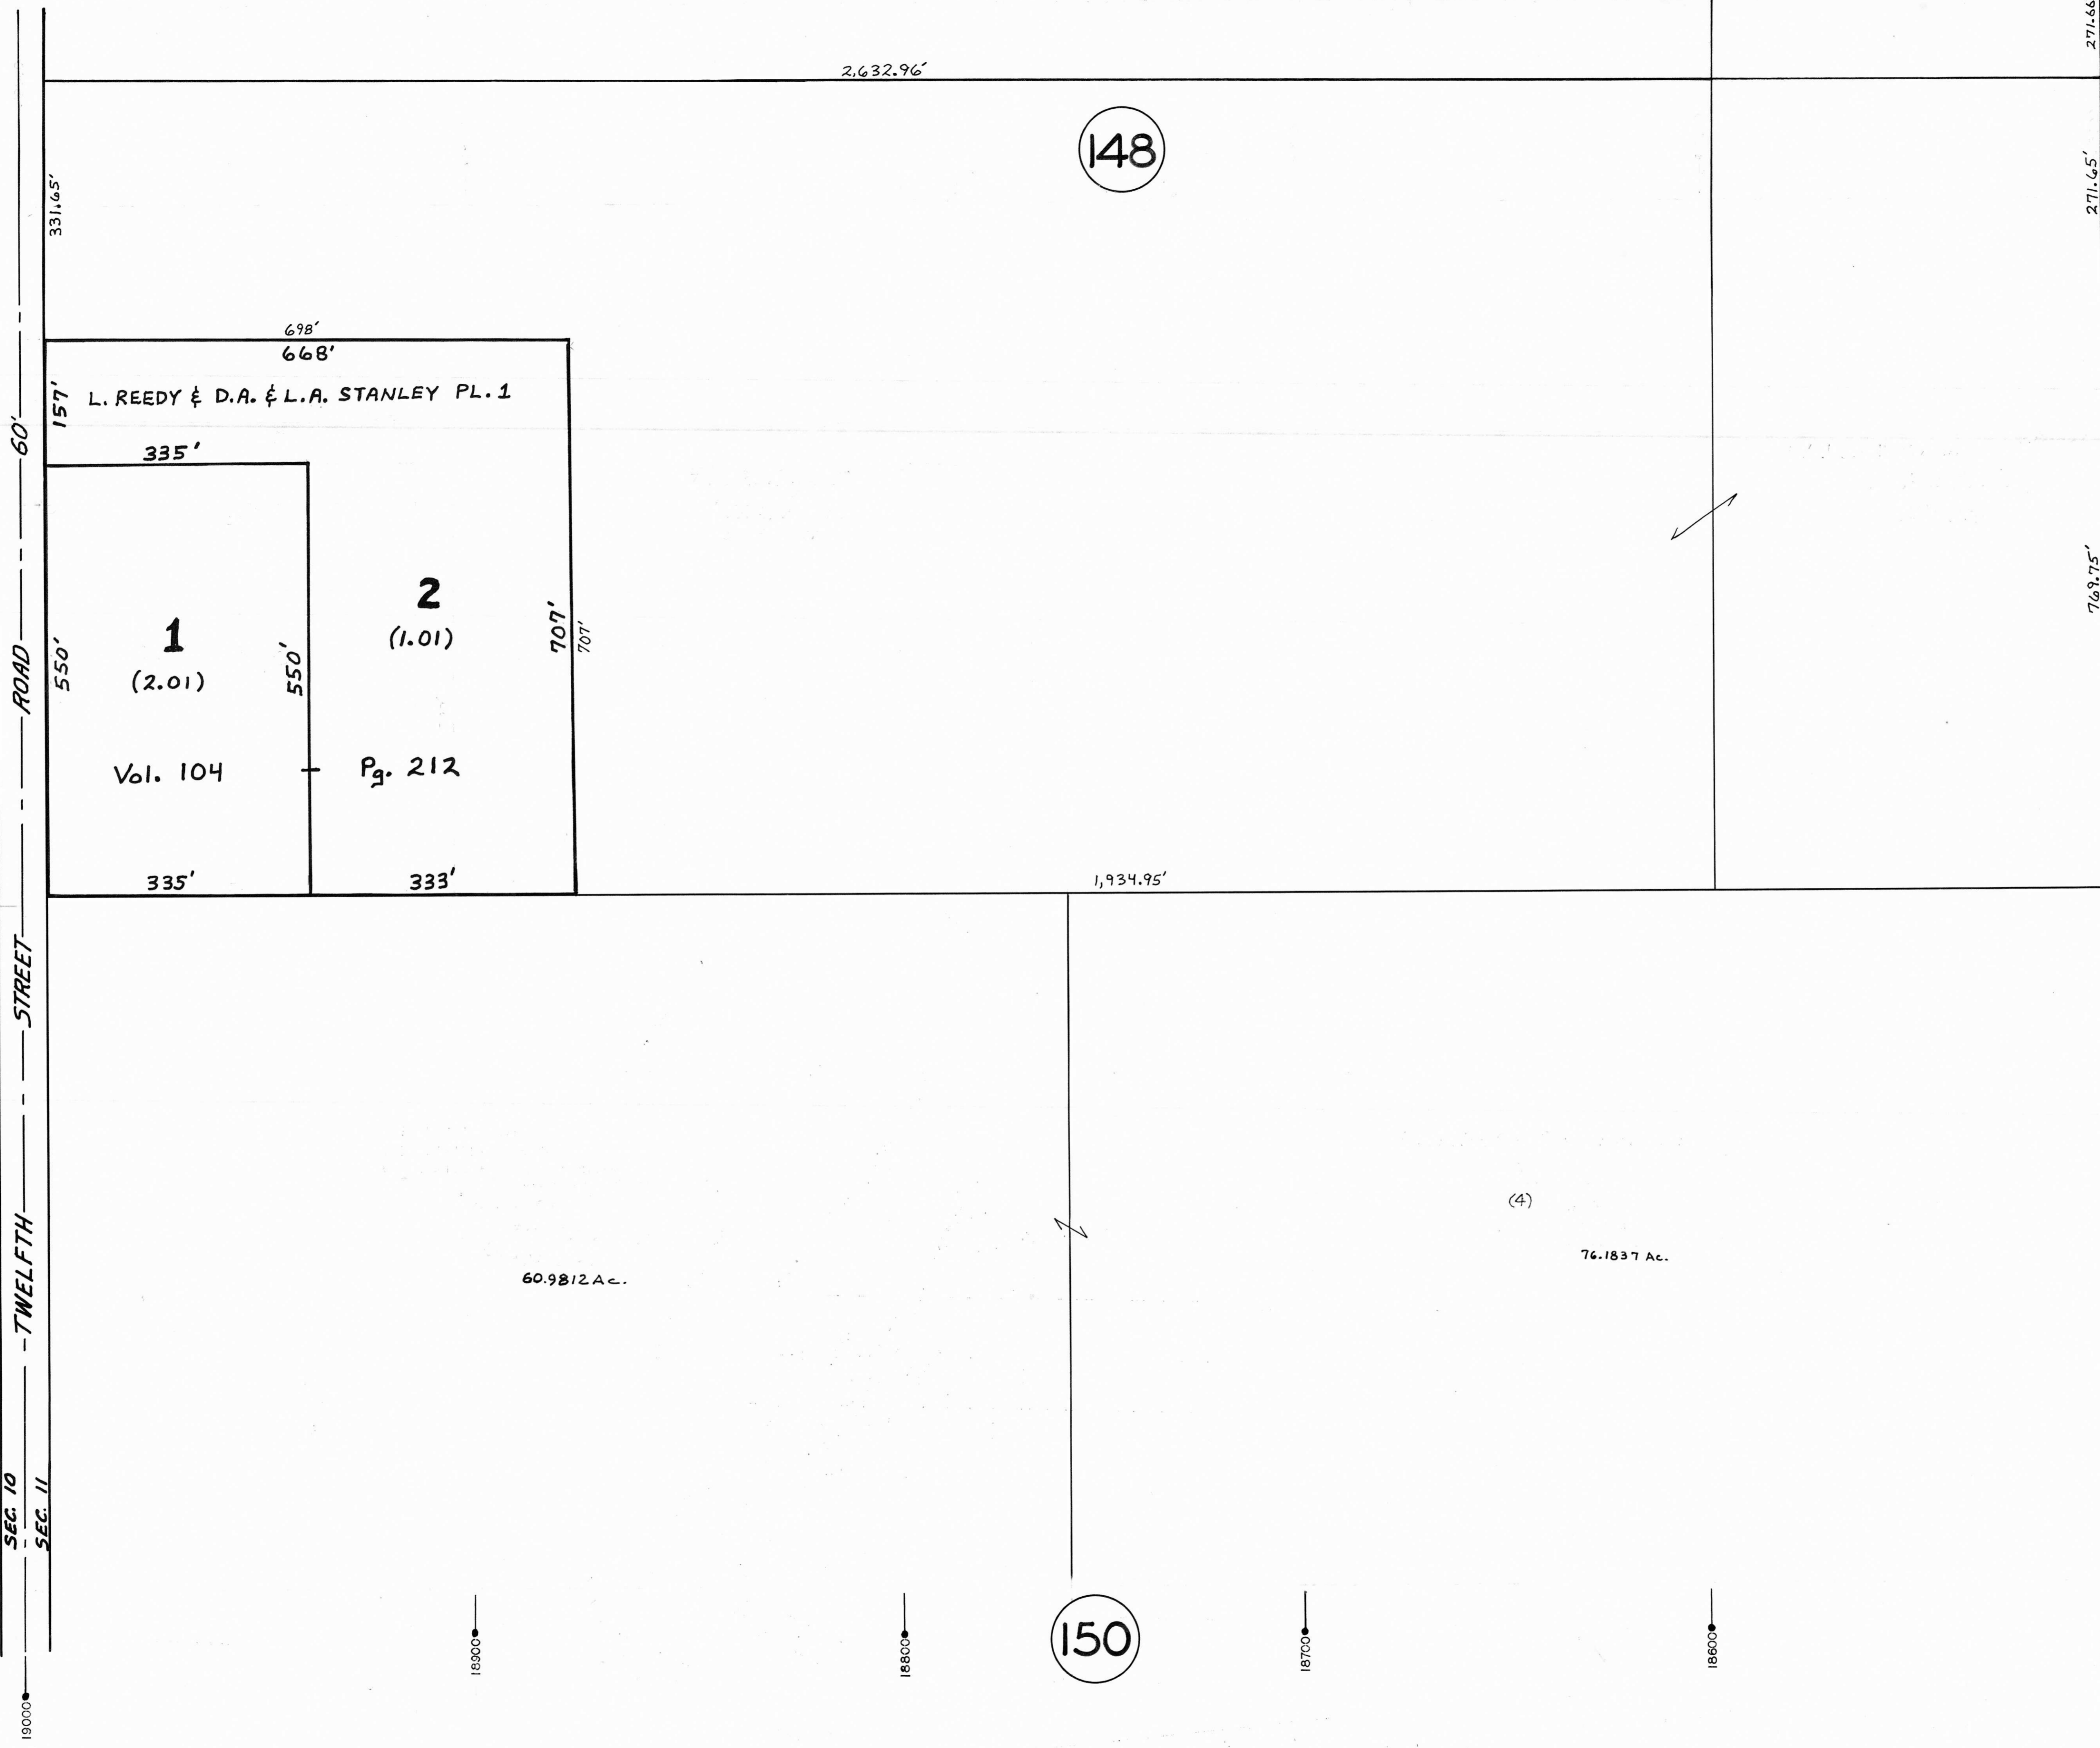 271.66'
2,632.96'
148
331.65'
271.65'
698'
668'
157'
L. REEDY & D.A. & L.A. STANLEY PL. 1
60'
335'
769.75'
2
(1.01)
1
(2.01)
550'
550'
707'
707'
ROAD
Vol. 104
Pg. 212
335'
333'
1,934.95'
STREET
(4)
76.1837 Ac.
60.9812 Ac.
TWELFTH
SEC. 10
SEC. 11
150
18900
18800
18700
18600
19000